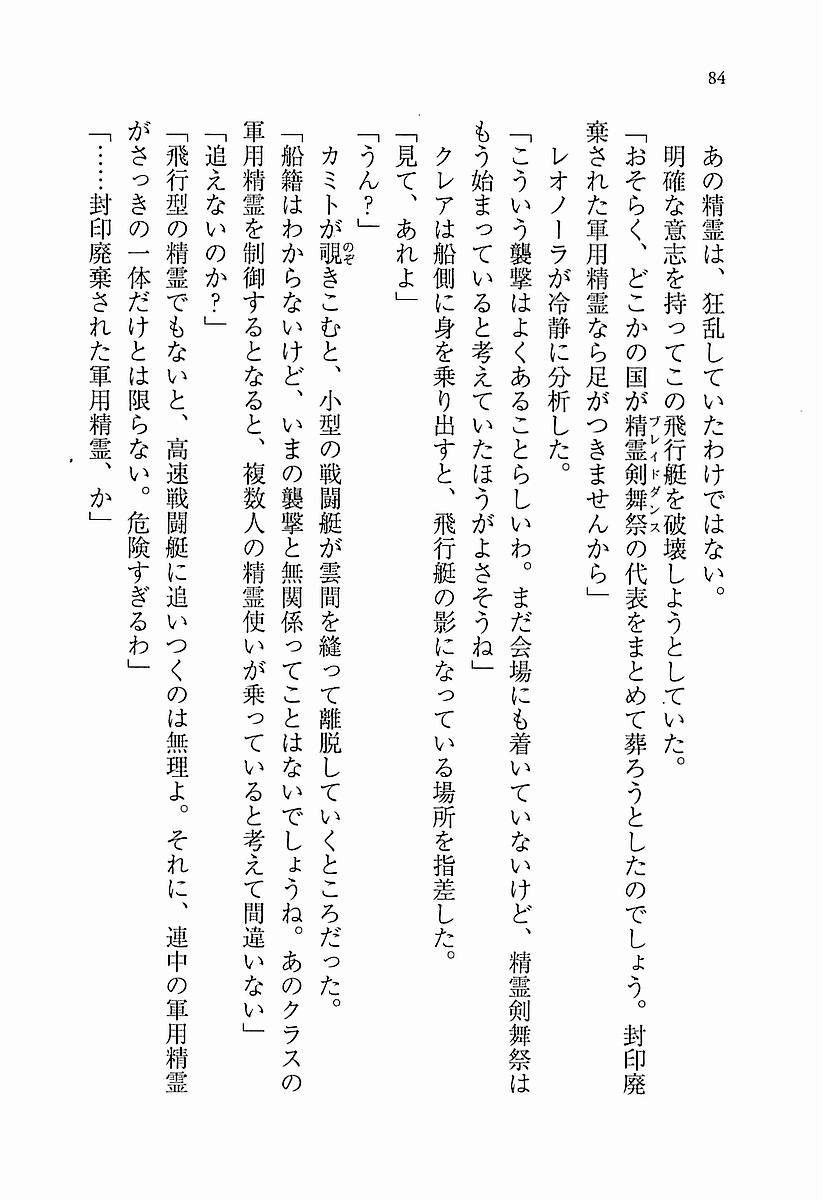 84
あの精霊は、狂乱していたわけではない。
明確な意志を持ってこの飛行艇を破壊しようとしていた。
「おそらく、どこかの国が精霊剣舞祭の代表をまとめて葬ろうとしたのでしょう。封印廃
ブレイドダンス
棄された軍用精霊なら足がつきませんから」
レオノーラが冷静に分析した。
「こういう襲撃はよくあることらしいわ。まだ会場にも着いていないけど、精霊剣舞祭は
もう始まっていると考えていたほうがよさそうね」
クレアは船側に身を乗り出すと、飛行艇の影になっている場所を指差した。
「見て、あれよ」
「うん？」
カミトが覗きこむと、小型の戦闘艇が雲間を縫って離脱していくところだった。
のぞ
「船籍はわからないけど、いまの襲撃と無関係ってことはないでしょうね。あのクラスの
軍用精霊を制御するとなると、複数人の精霊使いが乗っていると考えて間違いない」
「追えないのか？」
「飛行型の精霊でもないと、高速戦闘艇に追いつくのは無理よ。それに、連中の軍用精霊
がさっきの一体だけとは限らない。危険すぎるわ」
「……封印廃棄された軍用精霊、か」